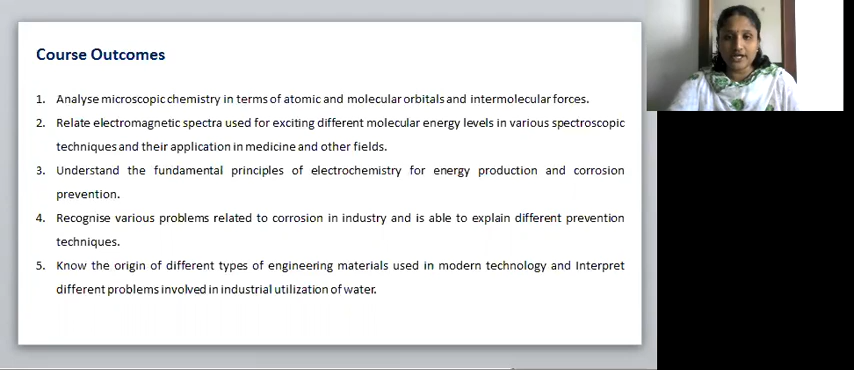 Course Outcomes
1. Analyse microscopic chemistry in terms of atomic and molecular orbitals and intermolecular forces.
2. Relate electromagnetic spectra used for exciting different molecular energy levels in various spectroscopic
techniques and their application in medicine and other fields.
3. Understand the fundamental principles of electrochemistry for energy production and corrosion
prevention.
4. Recognise various problems related to corrosion in industry and is able to explain different prevention
techniques.
5. Know the origin of different types of engineering materials used in modern technology and Interpret
different problems involved in industrial utilization of water.